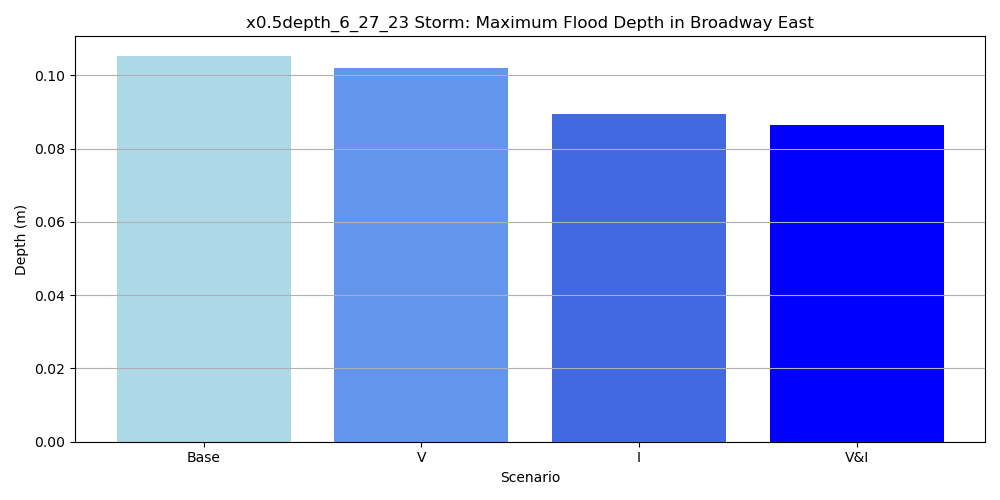 x0.5depth_6_27_23 Storm: Maximum Flood Depth in Broadway East
Depth (m)
0.10
0.08
0.06
0.04
0.02
0.00
Base V I V&I
Scenario